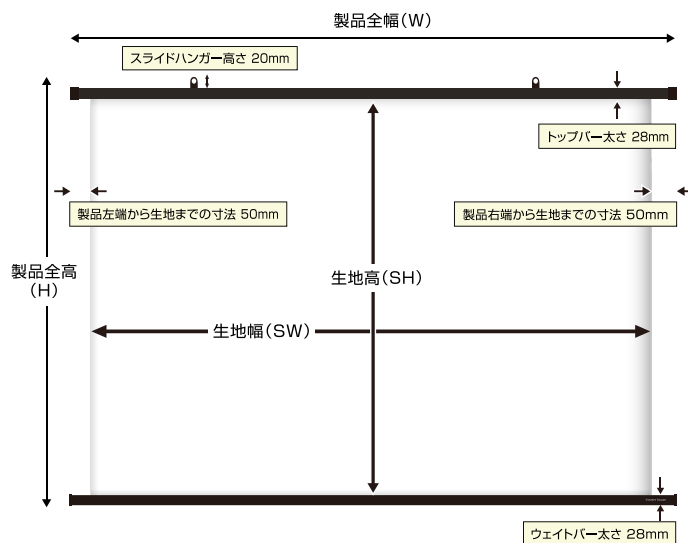 製品全幅(W)
スライドハンガー高さ 20mm
トップバー太さ 28mm
製品左端から生地までの寸法 50mm
製品右端から生地までの寸法 50mm
製品全高
(H)
生地高(SH)
生地幅(SW)
ウェイトバー太さ 28mm